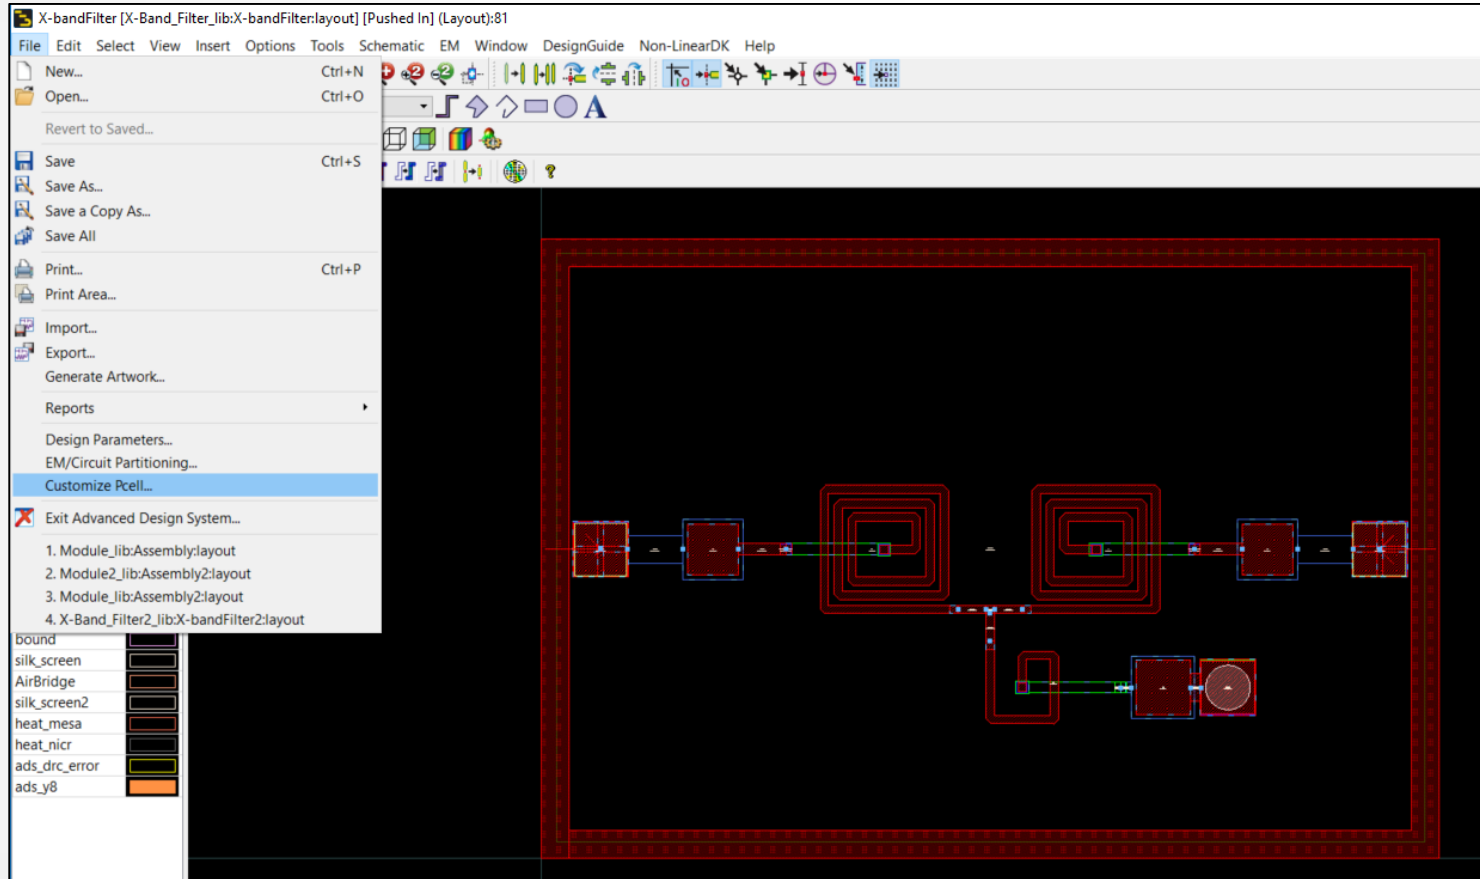 X-bandFilter [X-Band_Filter_lib:X-bandFilter:layout] [Pushed In] (Layout):81
File Edit Select View Insert Options Tools Schematic EM Window DesignGuide Non-LinearDK Help
New... Ctrl+N
Open... Ctrl+O
Revert to Saved...
Save Ctrl+S
Save As...
Save a Copy As...
Save All
Print... Ctrl+P
Print Area...
Import...
Export...
Generate Artwork...
Reports
Design Parameters...
EM/Circuit Partitioning...
Customize Pcell...
Exit Advanced Design System...
1. Module_lib:Assembly:layout
2. Module2_lib:Assembly2:layout
3. Module_lib:Assembly2:layout
4. X-Band_Filter2_lib:X-bandFilter2:layout
bound
silk_screen
AirBridge
silk_screen2
heat_mesa
heat_nicr
ads_drc_error
ads_y8